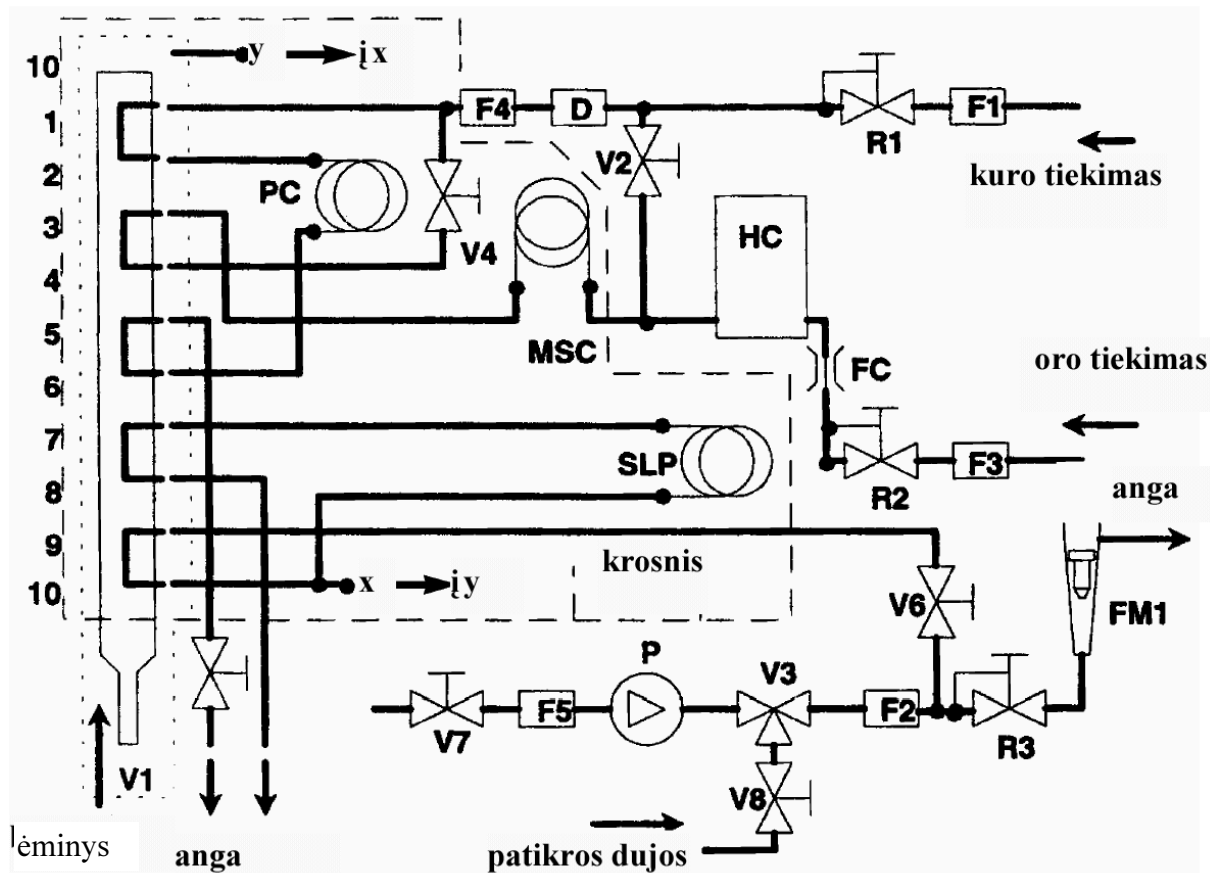 10
y
į x
1
F4
D
F1
R1
V2
kuro tiekimas
2
PC
3
V4
HC
4
5
MSC
FC
oro tiekimas
6
7
SLP
F3
R2
8
anga
9
krosnis
10
x
į y
V6
FM1
P
V3
F5
F2
V7
R3
V1
V8
ėminys
anga
patikros dujos